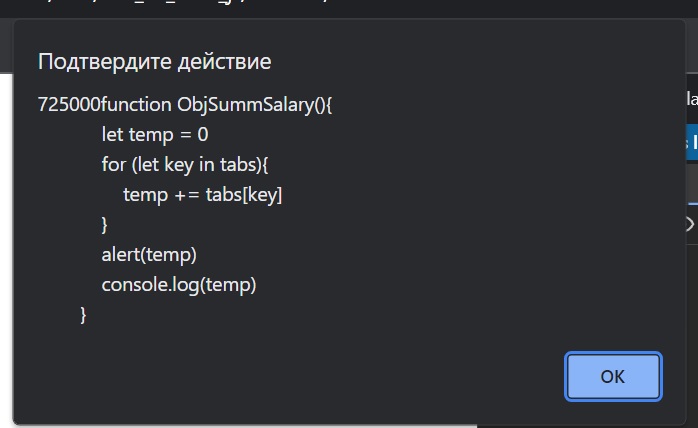 Подтвердите действие
725000function ObjSummSalary(){
let temp = 0
for (let key in tabs){
temp += tabs[key]
}
alert(temp)
console.log(temp)
}
ОК